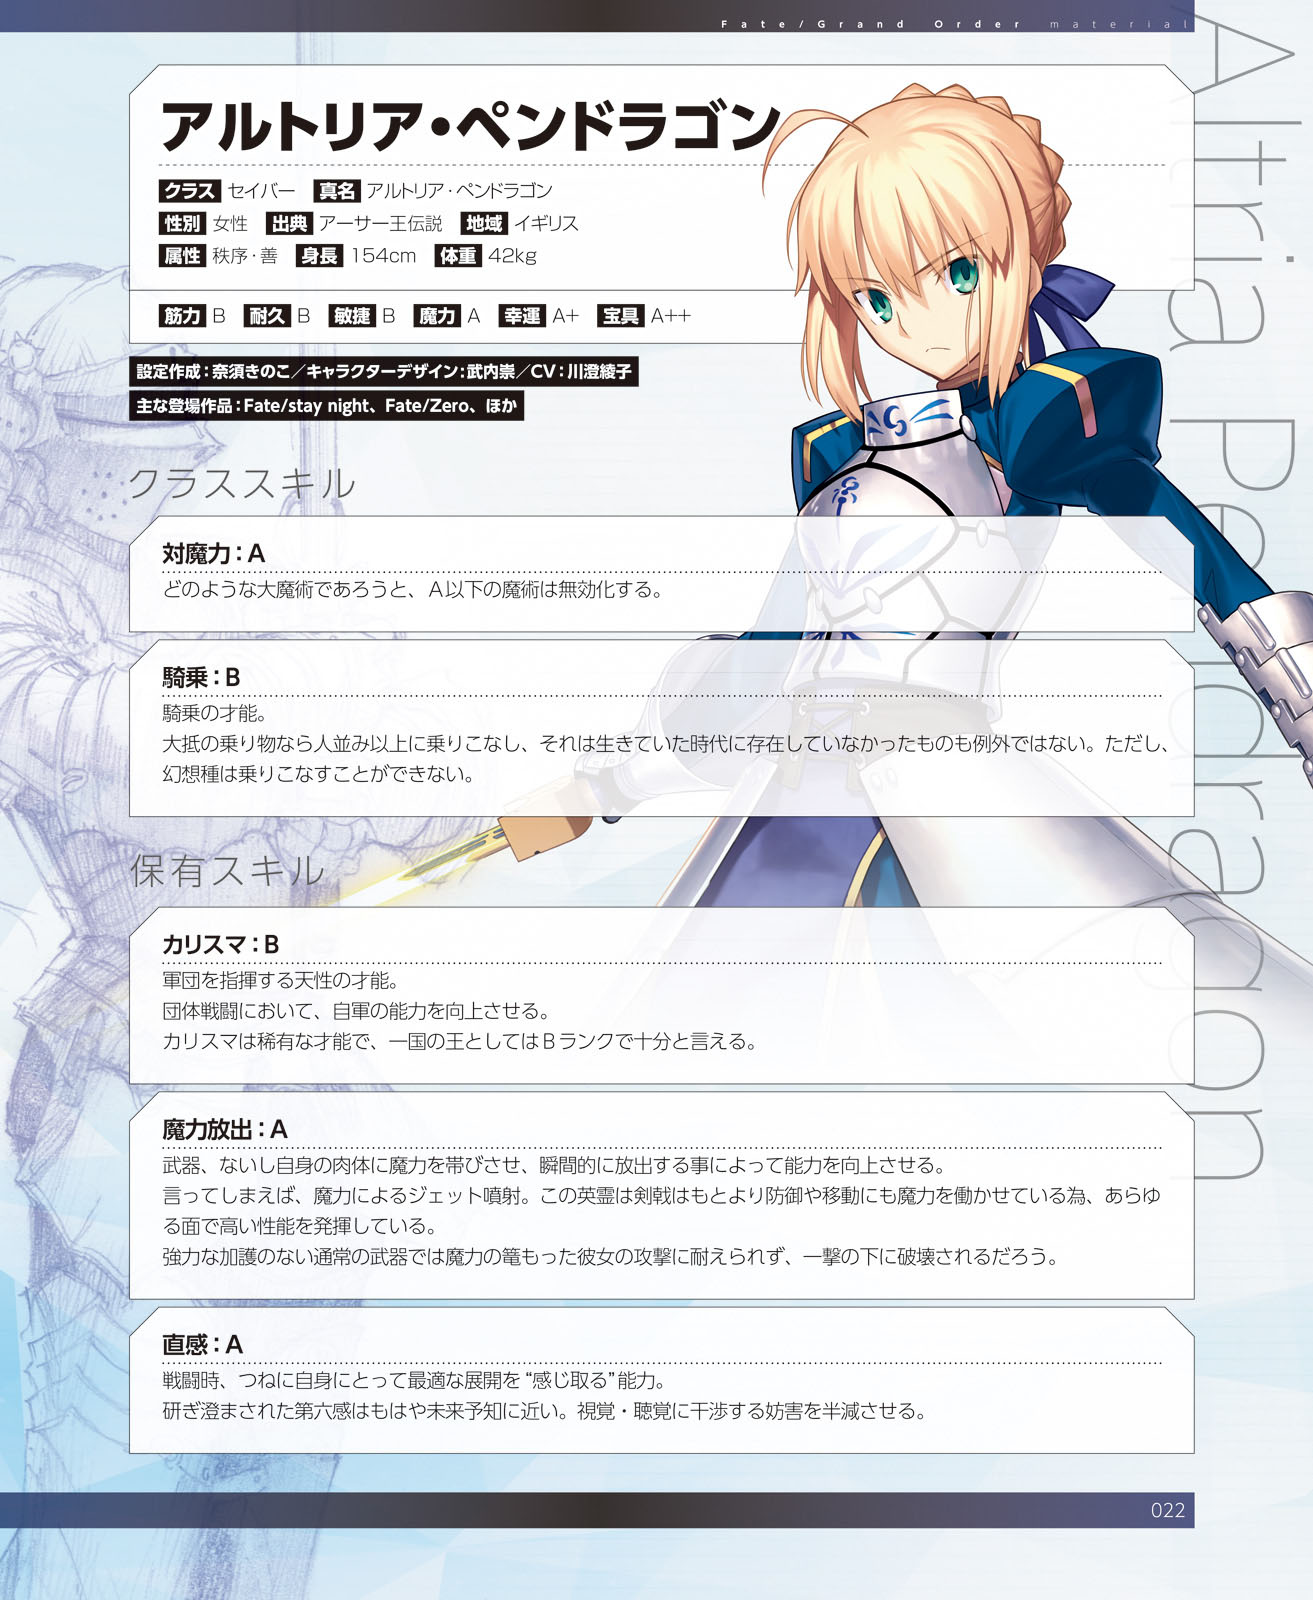 Fate/Grand Order material
アルトリア・ペンドラゴン
クラス セイバー 真名 アルトリア・ペンドラゴン
性別 女性 出典 アーサー王伝説 地域 イギリス
属性 秩序・善 身長 154cm 体重 42kg
筋力 B 耐久 B 敏捷 B 魔力 A 幸運 A+ 宝具 A++
設定作成:奈須きのこ／キャラクターデザイン:武内崇／CV:川澄綾子
主な登場作品:Fate/stay night、Fate/Zero、ほか
クラススキル
対魔力:A
どのような大魔術であろうと、A以下の魔術は無効化する。
騎乗:B
騎乗の才能。
大抵の乗り物なら人並み以上に乗りこなし、それは生きていた時代に存在していなかったものも例外ではない。ただし、
幻想種は乗りこなすことができない。
保有スキル
カリスマ:B
軍団を指揮する天性の才能。
団体戦闘において、自軍の能力を向上させる。
カリスマは稀有な才能で、一国の王としてはBランクで十分と言える。
魔力放出:A
武器、ないし自身の肉体に魔力を帯びさせ、瞬間的に放出する事によって能力を向上させる。
言ってしまえば、魔力によるジェット噴射。この英霊は剣戟はもとより防御や移動にも魔力を働かせている為、あらゆ
る面で高い性能を発揮している。
強力な加護のない通常の武器では魔力の篭もった彼女の攻撃に耐えられず、一撃の下に破壊されるだろう。
直感:A
戦闘時、つねに自身にとって最適な展開を“感じ取る”能力。
研ぎ澄まされた第六感はもはや未来予知に近い。視覚・聴覚に干渉する妨害を半減させる。
022
Altria Pendragon